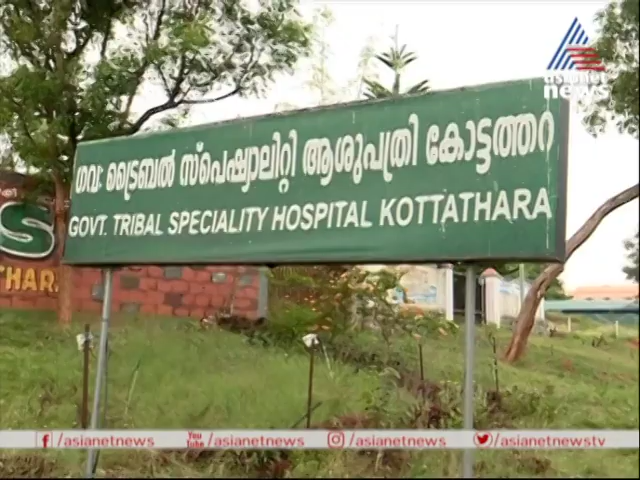 asianet
news
ഗവ: ട്രൈബൽ സ്പെഷ്യാലിറ്റി ആശുപത്രി കോട്ടത്തറ
GOVT. TRIBAL SPECIALITY HOSPITAL KOTTATHARA
/asianetnews /asianetnews /asianetnews /asianetnewstv